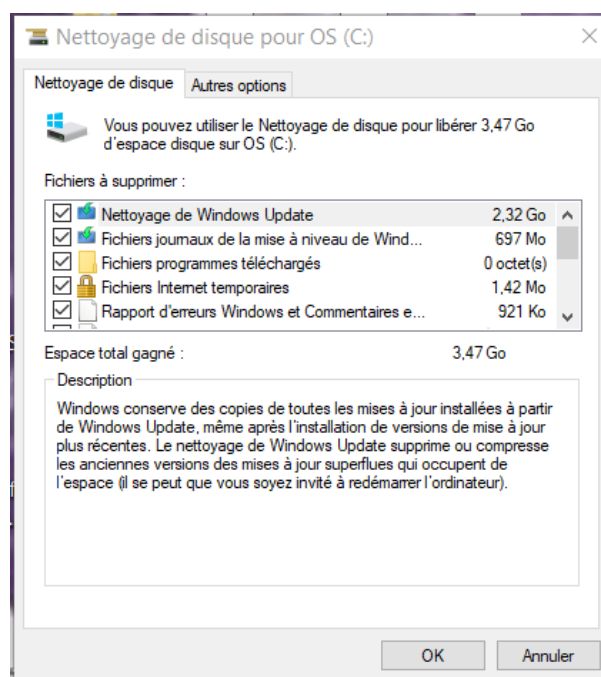 Nettoyage de disque pour OS (C:)
Nettoyage de disque
Autres options
Vous pouvez utiliser le Nettoyage de disque pour libérer 3,47 Go
d'espace disque sur OS (C:).
Fichiers à supprimer :
Nettoyage de Windows Update 2,32 Go
Fichiers journaux de la mise à niveau de Wind... 697 Mo
Fichiers programmes téléchargés 0 octet(s)
Fichiers Internet temporaires 1,42 Mo
Rapport d'erreurs Windows et Commentaires e... 921 Ko
Espace total gagné : 3,47 Go
Description
Windows conserve des copies de toutes les mises à jour installées à partir
de Windows Update, même après l'installation de versions de mise à jour
plus récentes. Le nettoyage de Windows Update supprime ou compresse
les anciennes versions des mises à jour superflues qui occupent de
l'espace (il se peut que vous soyez invité à redémarrer l'ordinateur).
OK
Annuler